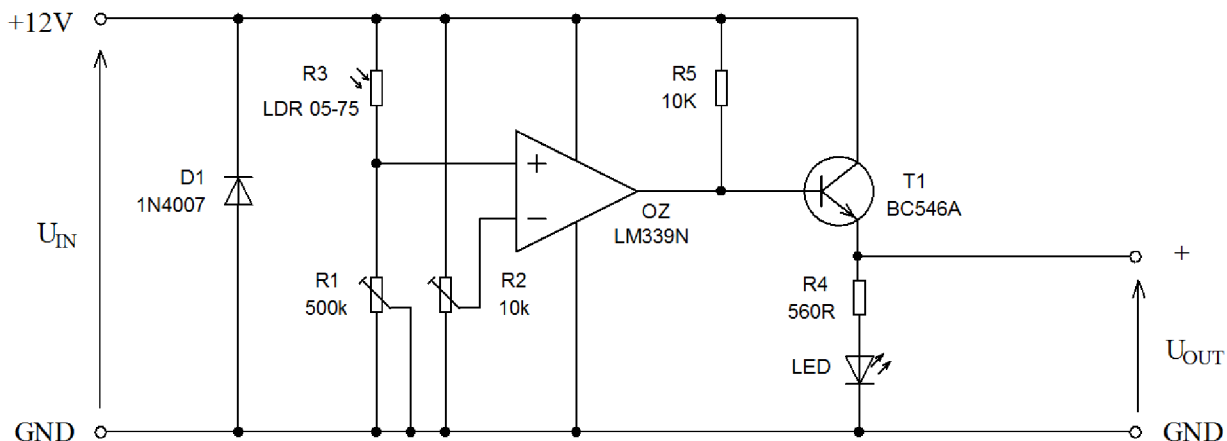 +12V
R3
LDR 05-75
R5
10K
D1
1N4007
+
−
OZ
LM339N
T1
BC546A
U_IN
R1
500k
R2
10k
+
R4
560R
LED
U_OUT
GND
GND